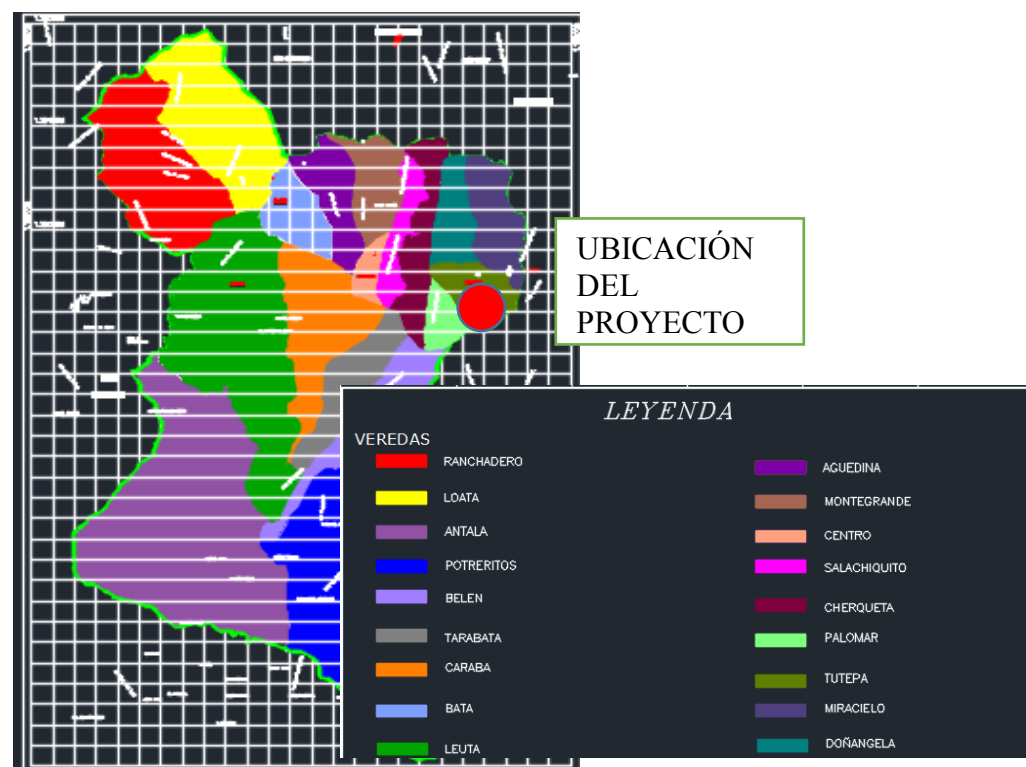 UBICACIÓN
DEL
PROYECTO
LEYENDA
VEREDAS
RANCHADERO
LOATA
ANTALA
POTRERITOS
BELEN
TARABATA
CARABA
BATA
LEUTA
AGUEDINA
MONTEGRANDE
CENTRO
SALACHIQUITO
CHERQUETA
PALOMAR
TUTEPA
MIRACIELO
DOÑANGELA